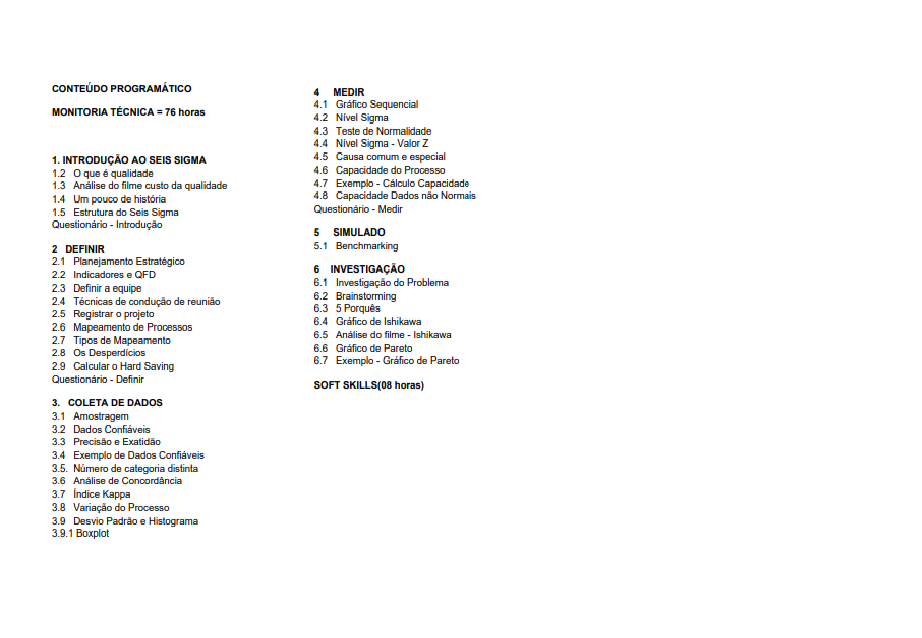 CONTEÚDO PROGRAMÁTICO
MONITORIA TÉCNICA = 76 horas
1. INTRODUÇÃO AO SEIS SIGMA
1.2 O que é qualidade
1.3 Análise do filme custo da qualidade
1.4 Um pouco de história
1.5 Estrutura do Seis Sigma
Questionário - Introdução
2 DEFINIR
2.1 Planejamento Estratégico
2.2 Indicadores e QFD
2.3 Definir a equipe
2.4 Técnicas de condução de reunião
2.5 Registrar o projeto
2.6 Mapeamento de Processos
2.7 Tipos de Mapeamento
2.8 Os Desperdícios
2.9 Calcular o Hard Saving
Questionário - Definir
3. COLETA DE DADOS
3.1 Amostragem
3.2 Dados Confiáveis
3.3 Precisão e Exatidão
3.4 Exemplo de Dados Confiáveis
3.5. Número de categoria distinta
3.6 Análise de Concordância
3.7 Índice Kappa
3.8 Variação do Processo
3.9 Desvio Padrão e Histograma
3.9.1 Boxplot
4 MEDIR
4.1 Gráfico Sequencial
4.2 Nível Sigma
4.3 Teste de Normalidade
4.4 Nível Sigma - Valor Z
4.5 Causa comum e especial
4.6 Capacidade do Processo
4.7 Exemplo – Cálculo Capacidade
4.8 Capacidade Dados não Normais
Questionário - Medir
5 SIMULADO
5.1 Benchmarking
6 INVESTIGAÇÃO
6.1 Investigação do Problema
6.2 Brainstorming
6.3 5 Porquês
6.4 Gráfico de Ishikawa
6.5 Análise do filme - Ishikawa
6.6 Gráfico de Pareto
6.7 Exemplo – Gráfico de Pareto
SOFT SKILLS(08 horas)